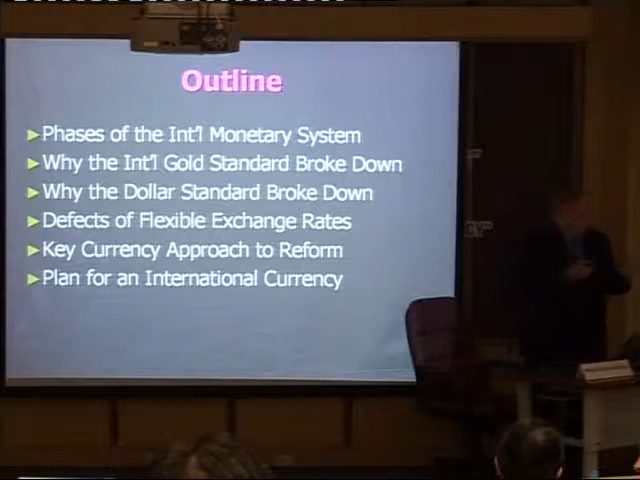 Outline
►Phases of the Int'l Monetary System
►Why the Int'l Gold Standard Broke Down
►Why the Dollar Standard Broke Down
►Defects of Flexible Exchange Rates
►Key Currency Approach to Reform
►Plan for an International Currency